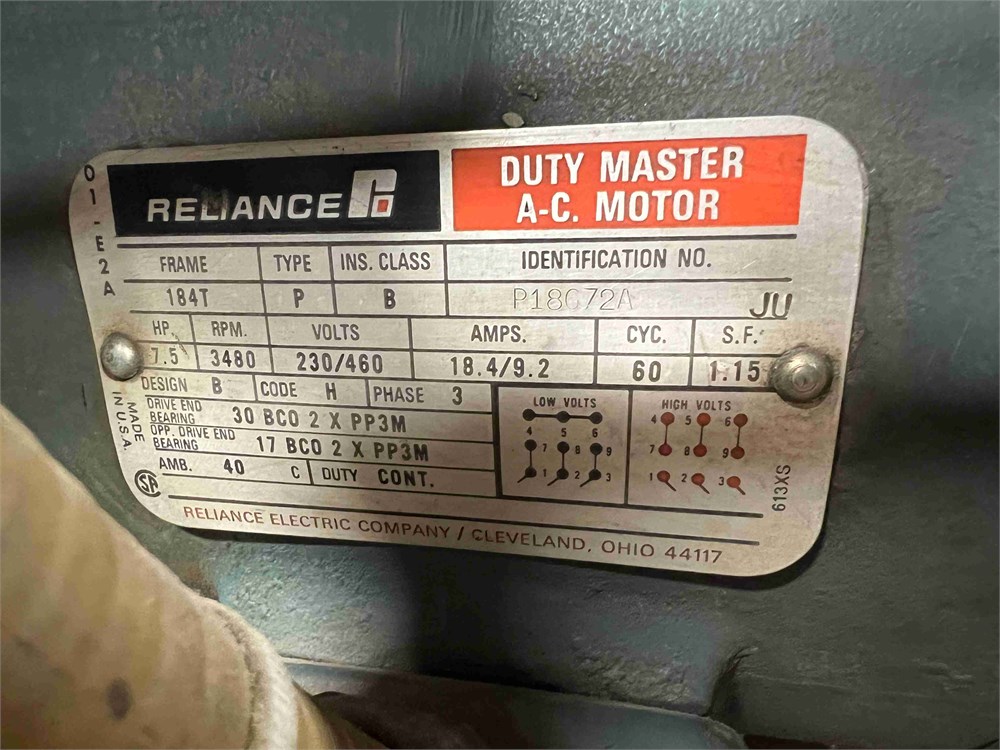 RELIANCE
DUTY MASTER
A-C. MOTOR
01-E2A
FRAME TYPE INS. CLASS IDENTIFICATION NO.
184T P B P18G72A JU
HP. RPM. VOLTS AMPS. CYC. S.F.
7.5 3480 230/460 18.4/9.2 60 1.15
DESIGN B CODE H PHASE 3
DRIVE END BEARING 30 BCO 2 X PP3M
OPP. DRIVE END BEARING 17 BCO 2 X PP3M
AMB. 40 C DUTY CONT.
LOW VOLTS
4 5 6
7 8 9
1 2 3
HIGH VOLTS
4 5 6
7 8 9
1 2 3
MADE IN U.S.A.
SA
613XS
RELIANCE ELECTRIC COMPANY / CLEVELAND, OHIO 44117